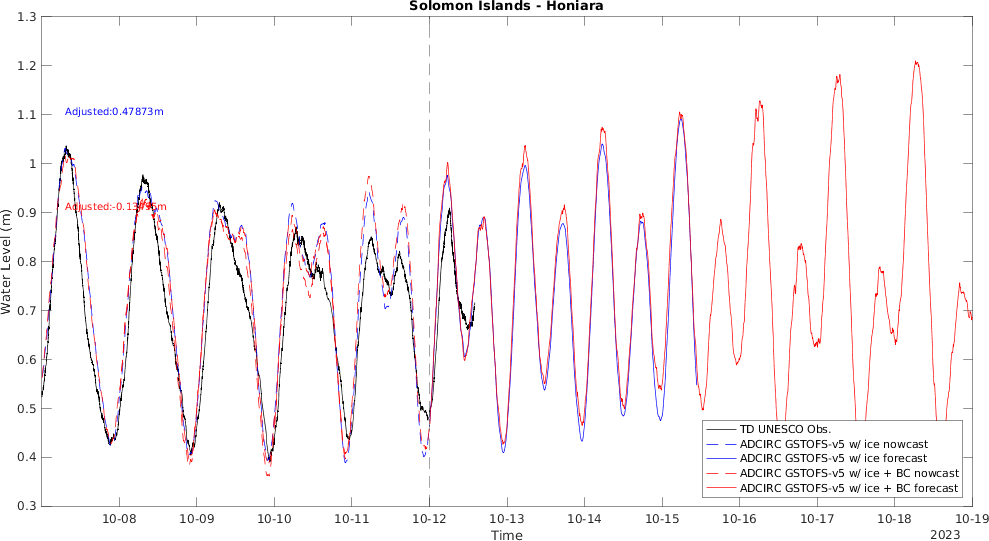 Solomon Islands - Honiara
1.3
1.2
1.1
1
0.9
0.8
0.7
0.6
0.5
0.4
0.3
Water Level (m)
Adjusted:0.47873m
TD UNESCO Obs.
ADCIRC GSTOFS-v5 w/ ice nowcast
ADCIRC GSTOFS-v5 w/ ice forecast
ADCIRC GSTOFS-v5 w/ ice + BC nowcast
ADCIRC GSTOFS-v5 w/ ice + BC forecast
10-08 10-09 10-10 10-11 10-12 10-13 10-14 10-15 10-16 10-17 10-18 10-19
Time
2023